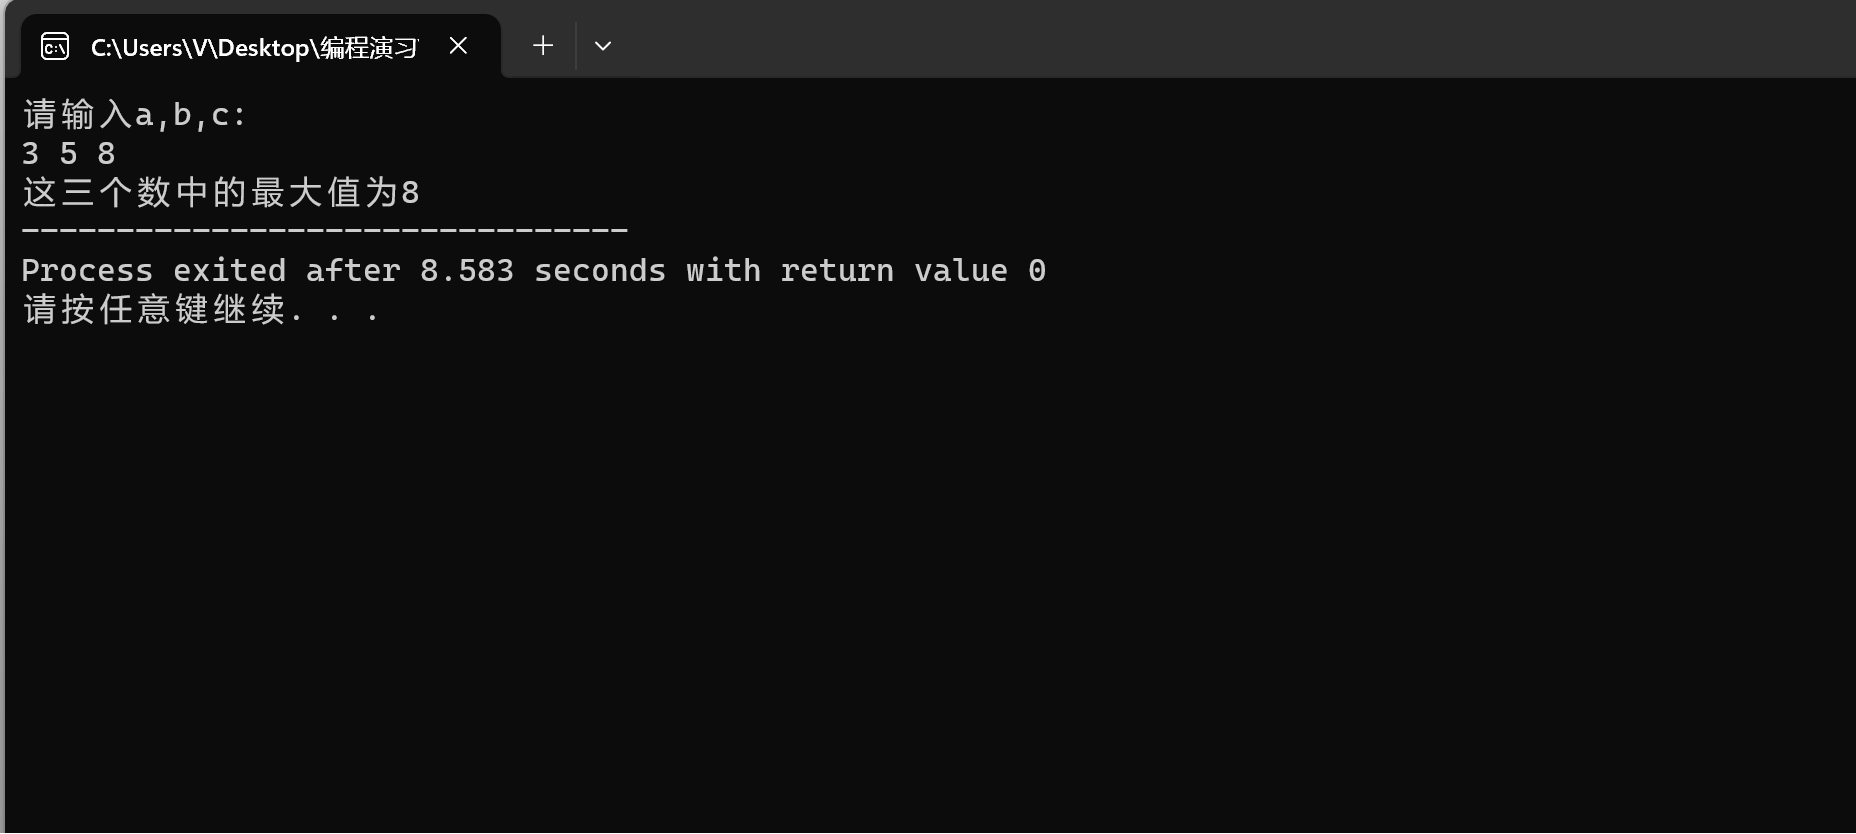 C:\Users\V\Desktop\编程演习
请输入a,b,c:
3 5 8
这三个数中的最大值为8
--------------------------------
Process exited after 8.583 seconds with return value 0
请按任意键继续. . .